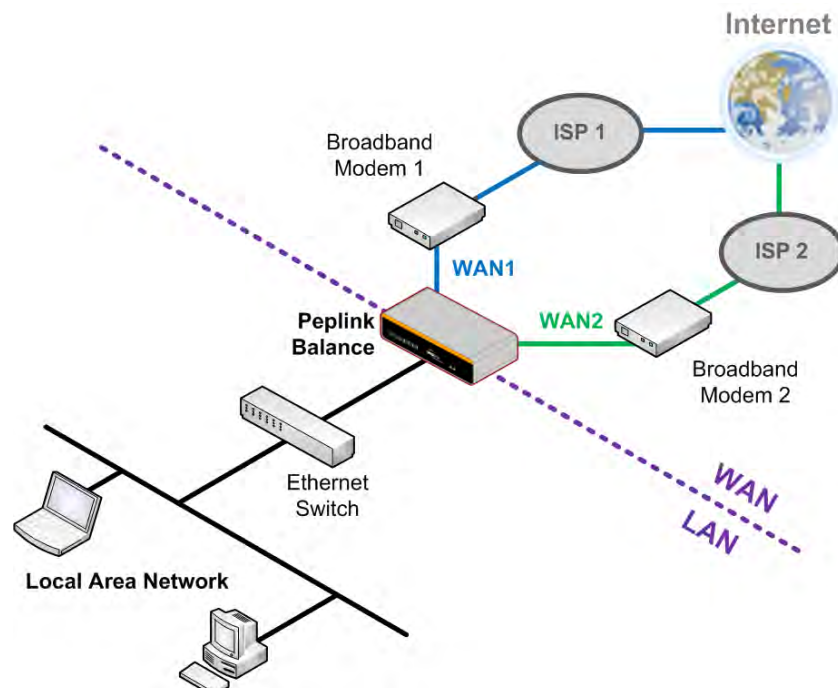 Internet
ISP 1
Broadband
Modem 1
WAN1
ISP 2
Peplink
Balance
WAN2
Broadband
Modem 2
Ethernet
Switch
WAN
LAN
Local Area Network